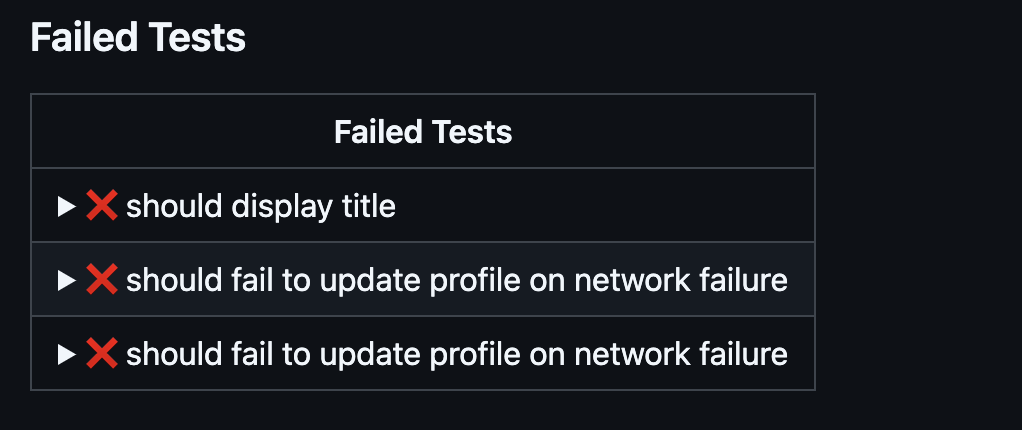 Failed Tests
Failed Tests
▶ ❌ should display title
▶ ❌ should fail to update profile on network failure
▶ ❌ should fail to update profile on network failure